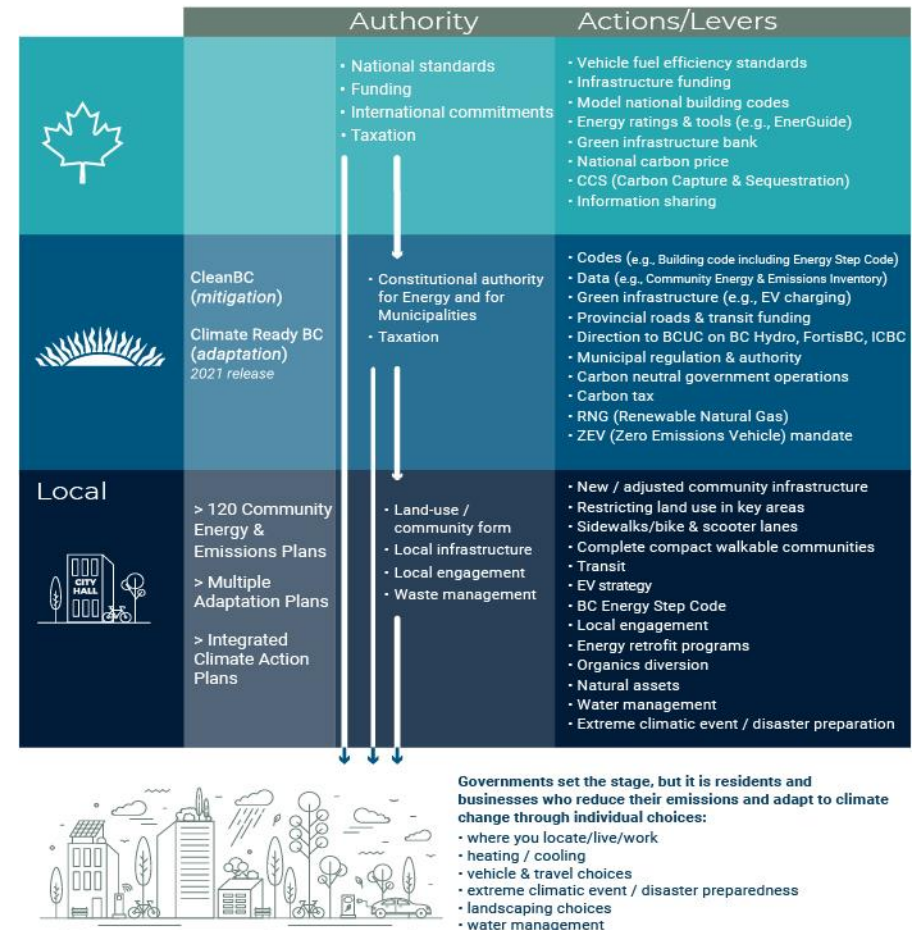 Authority
Actions/Levers
• National standards
• Funding
• International commitments
• Taxation
• Vehicle fuel efficiency standards
• Infrastructure funding
• Model national building codes
• Energy ratings & tools (e.g., EnerGuide)
• Green infrastructure bank
• National carbon price
• CCS (Carbon Capture & Sequestration)
• Information sharing
CleanBC
(mitigation)
Climate Ready BC
(adaptation)
2021 release
• Constitutional authority
for Energy and for
Municipalities
• Taxation
• Codes (e.g., Building code including Energy Step Code)
• Data (e.g., Community Energy & Emissions Inventory)
• Green infrastructure (e.g., EV charging)
• Provincial roads & transit funding
• Direction to BCUC on BC Hydro, FortisBC, ICBC
• Municipal regulation & authority
• Carbon neutral government operations
• Carbon tax
• RNG (Renewable Natural Gas)
• ZEV (Zero Emissions Vehicle) mandate
Local
CITY
HALL
> 120 Community
Energy &
Emissions Plans
> Multiple
Adaptation Plans
> Integrated
Climate Action
Plans
• Land-use /
community form
• Local infrastructure
• Local engagement
• Waste management
• New / adjusted community infrastructure
• Restricting land use in key areas
• Sidewalks/bike & scooter lanes
• Complete compact walkable communities
• Transit
• EV strategy
• BC Energy Step Code
• Local engagement
• Energy retrofit programs
• Organics diversion
• Natural assets
• Water management
• Extreme climatic event / disaster preparation
Governments set the stage, but it is residents and
businesses who reduce their emissions and adapt to climate
change through individual choices:
• where you locate/live/work
• heating / cooling
• vehicle & travel choices
• extreme climatic event / disaster preparedness
• landscaping choices
• water management